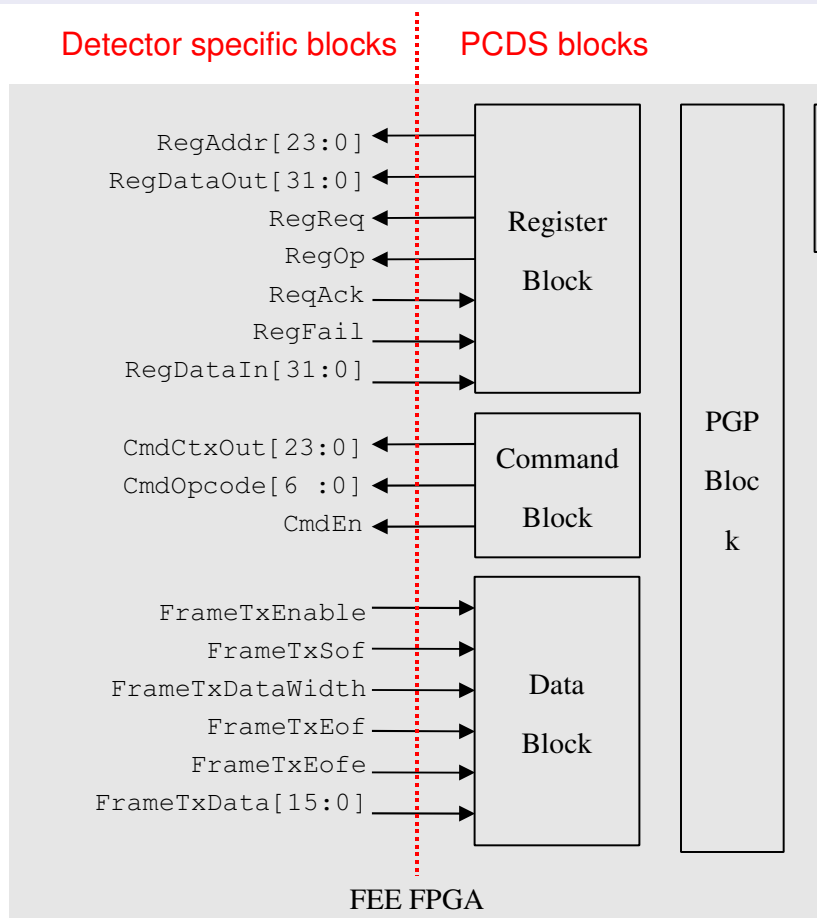 Detector specific blocks
PCDS blocks
RegAddr[23:0]
RegDataOut[31:0]
RegReq
RegOp
ReqAck
RegFail
RegDataIn[31:0]
Register
Block
CmdCtxOut[23:0]
CmdOpcode[6 :0]
CmdEn
Command
Block
FrameTxEnable
FrameTxSof
FrameTxDataWidth
FrameTxEof
FrameTxEofe
FrameTxData[15:0]
Data
Block
PGP
Bloc
k
FEE FPGA